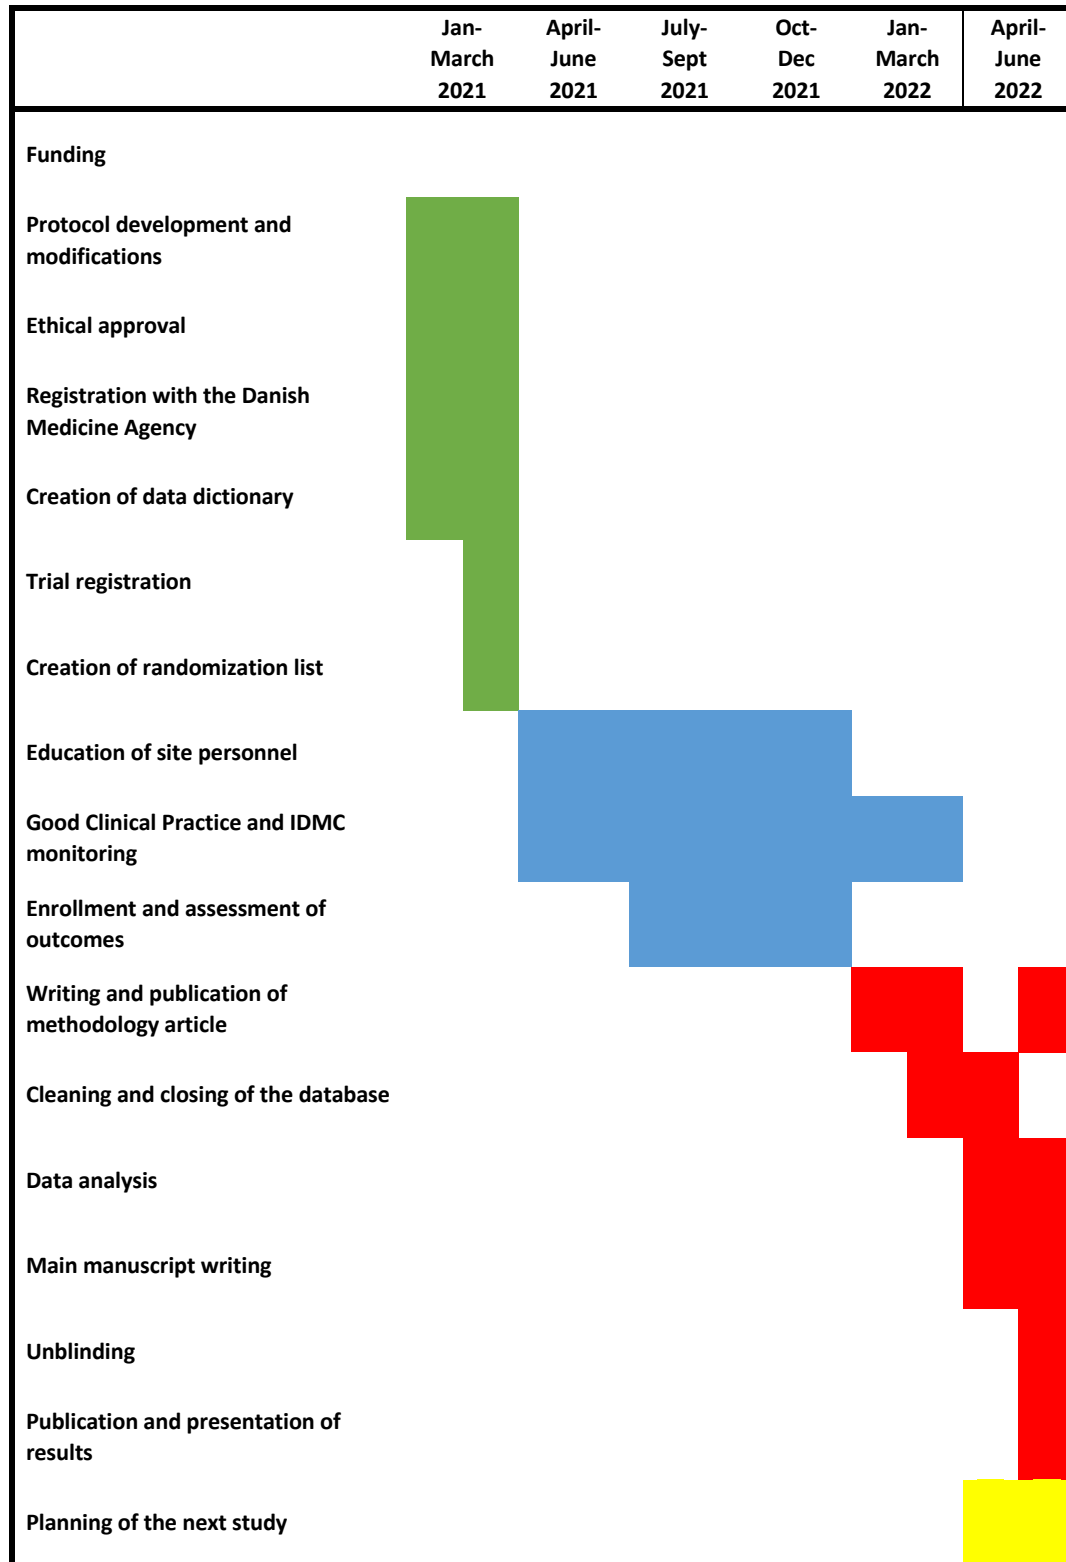 Jan- April- July- Oct- Jan- April-
March June Sept Dec March June
2021 2021 2021 2021 2022 2022
Funding
Protocol development and
modifications
Ethical approval
Registration with the Danish
Medicine Agency
Creation of data dictionary
Trial registration
Creation of randomization list
Education of site personnel
Good Clinical Practice and IDMC
monitoring
Enrollment and assessment of
outcomes
Writing and publication of
methodology article
Cleaning and closing of the database
Data analysis
Main manuscript writing
Unblinding
Publication and presentation of
results
Planning of the next study